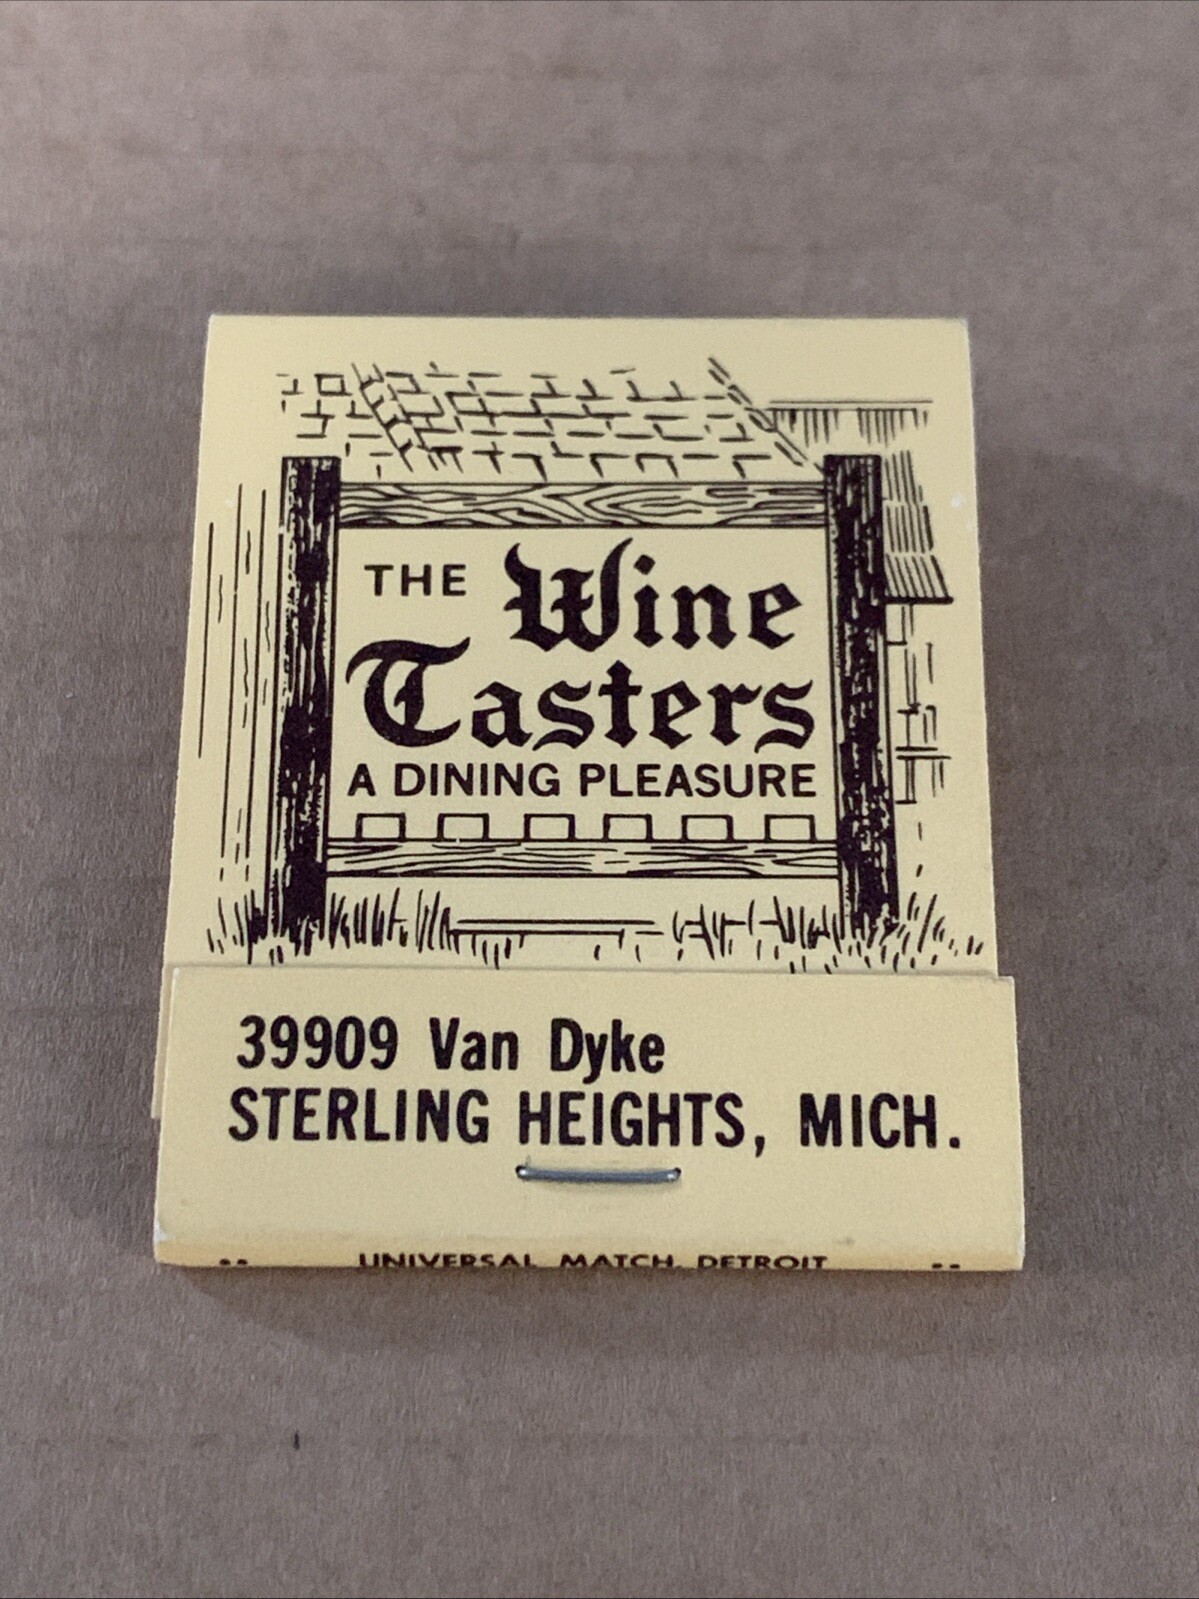 THE Wine
Tasters
A DINING PLEASURE
39909 Van Dyke
STERLING HEIGHTS, MICH.
UNIVERSAL MATCH, DETROIT